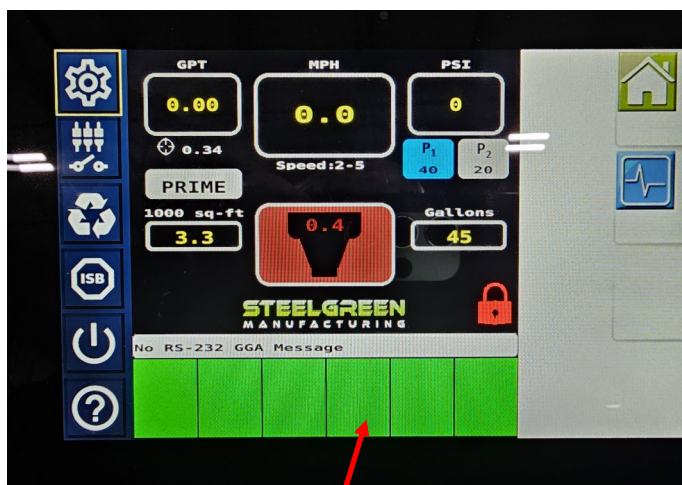 GPT MPH PSI
0.00 0.0 0
0.34 Speed:2-5 P1 40 P2 20
PRIME
1000 sq-ft 0.4 Gallons
3.3 45
ISB
STEELGREEN
MANUFACTURING
No RS-232 GGA Message
?